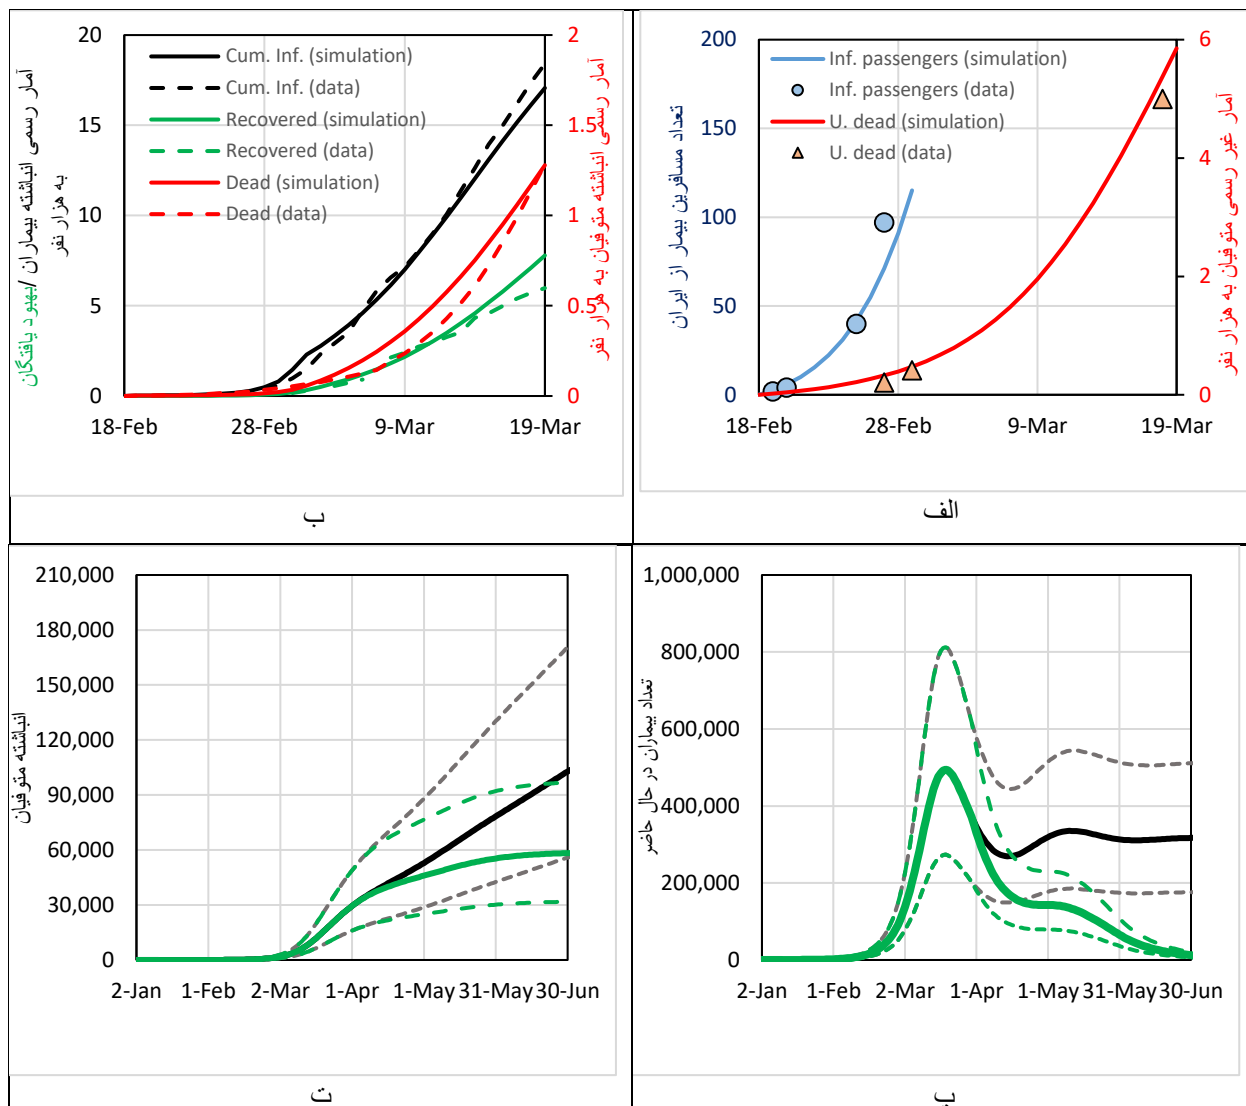 20
15
10
5
0
2
1.5
1
0.5
0
18-Feb 28-Feb 9-Mar 19-Mar
Cum. Inf. (simulation)
Cum. Inf. (data)
Recovered (simulation)
Recovered (data)
Dead (simulation)
Dead (data)
آمار رسمی انباشته بیماران /بهبود یافتگان
به هزار نفر
آمار رسمی انباشته متوفیان به هزار نفر
ب
200
150
100
50
0
6
4
2
0
18-Feb 28-Feb 9-Mar 19-Mar
Inf. passengers (simulation)
Inf. passengers (data)
U. dead (simulation)
U. dead (data)
تعداد مسافرین بیمار از ایران
آمار غیر رسمی متوفیان به هزار نفر
الف
210,000
180,000
150,000
120,000
90,000
60,000
30,000
0
2-Jan 1-Feb 2-Mar 1-Apr 1-May 31-May 30-Jun
انباشته متوفیان
ت
1,000,000
800,000
600,000
400,000
200,000
0
2-Jan 1-Feb 2-Mar 1-Apr 1-May 31-May 30-Jun
تعداد بیماران در حال حاضر
پ